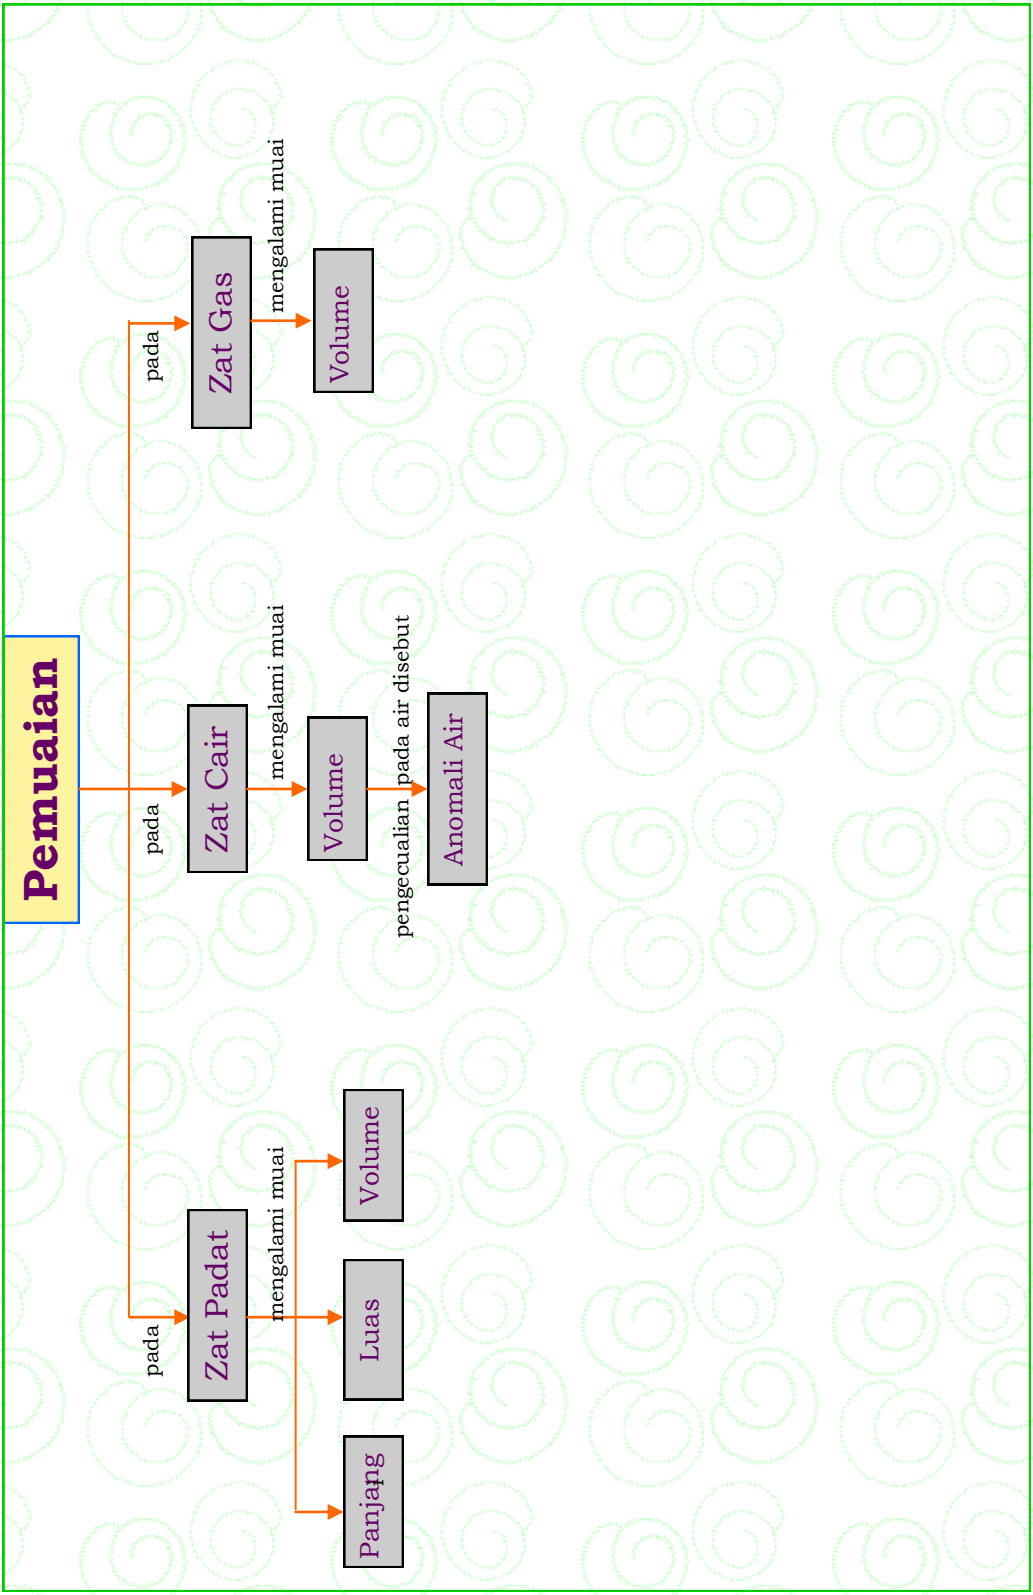 Pemuaian
pada
pada
pada
Zat Padat
Zat Cair
Zat Gas
mengalami muai
mengalami muai
mengalami muai
Panjang
Luas
Volume
Volume
Volume
pengecualian pada air disebut
Anomali Air